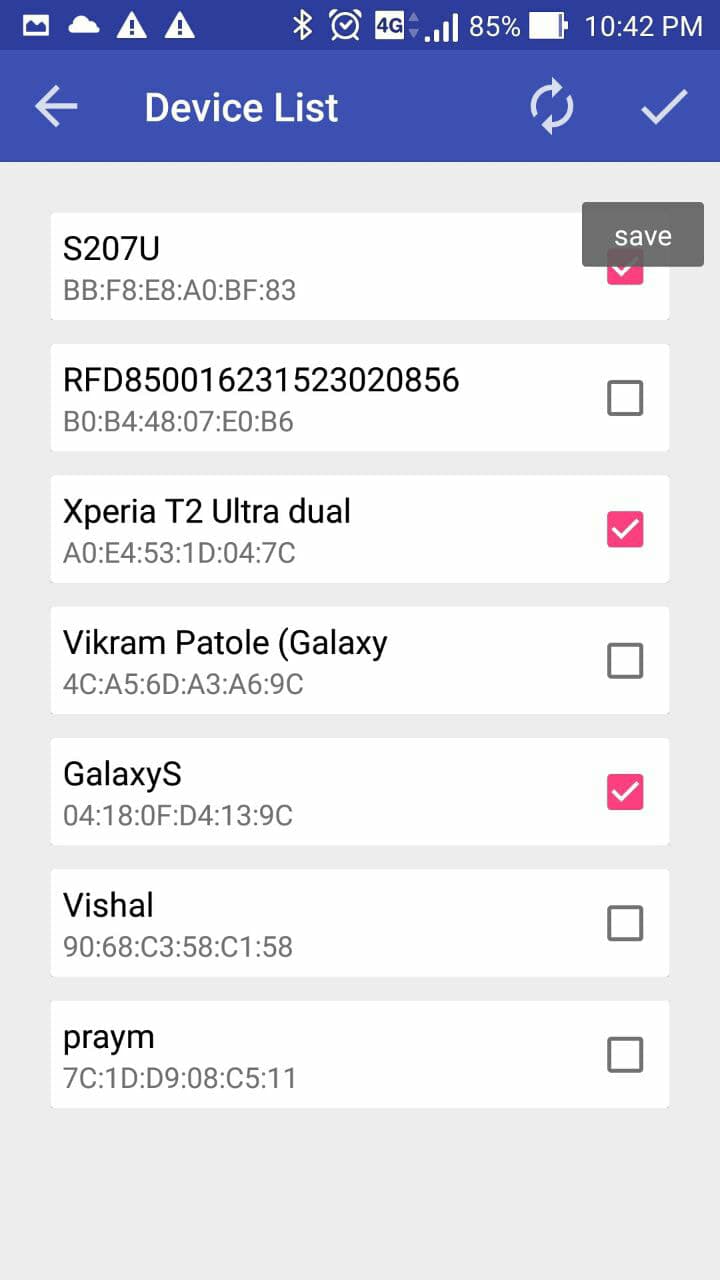 4G 85% 10:42 PM
Device List
save
S207U
BB:F8:E8:A0:BF:83
RFD850016231523020856
B0:B4:48:07:E0:B6
Xperia T2 Ultra dual
A0:E4:53:1D:04:7C
Vikram Patole (Galaxy
4C:A5:6D:A3:A6:9C
GalaxyS
04:18:0F:D4:13:9C
Vishal
90:68:C3:58:C1:58
praym
7C:1D:D9:08:C5:11